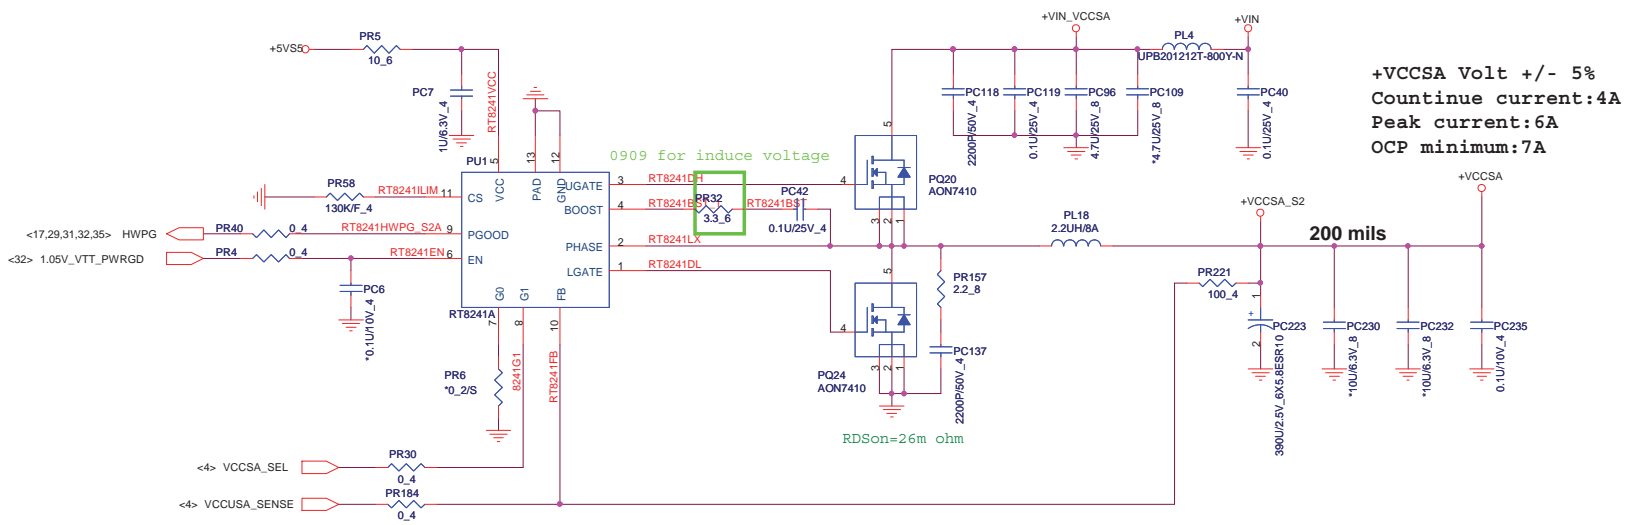 +VIN_VCCSA
+VIN
+5VS5
PR5
10_6
PC7
1U/6.3V_4
RT8241VCC
PL4
UPB201212T-800Y-N
PC118
2200P/50V_4
PC119
0.1U/25V_4
PC96
4.7U/25V_8
PC109
*4.7U/25V_8
PC40
0.1U/25V_4
+VCCSA Volt +/- 5%
Countinue current:4A
Peak current:6A
OCP minimum:7A
0909 for induce voltage
PU1
5
13
12
VCC
PAD
GND
PR58
130K/F_4
RT8241ILIM
11
CS
UGATE
3
RT8241DH
BOOST
4
RT8241BST_1
PR32
3.3_6
RT8241BST
PC42
0.1U/25V_4
5
4
3
2
1
PQ20
AON7410
<17,29,31,32,35> HWPG
PR40
0_4
RT8241HWPG_S2A
9
PGOOD
PHASE
2
RT8241LX
<32> 1.05V_VTT_PWRGD
PR4
0_4
RT8241EN
6
EN
LGATE
1
RT8241DL
PC6
*0.1U/10V_4
G0
G1
FB
RT8241A
7
8
10
8241G1
RT8241FB
PR6
*0_2/S
5
4
3
2
1
PQ24
AON7410
RDSon=26m ohm
PR157
2.2_8
PC137
2200P/50V_4
PL18
2.2UH/8A
+VCCSA_S2
+VCCSA
200 mils
PR221
100_4
1
+
2
PC223
390U/2.5V_6X5.8ESR10
PC230
*10U/6.3V_8
PC232
*10U/6.3V_8
PC235
0.1U/10V_4
<4> VCCSA_SEL
PR30
0_4
<4> VCCUSA_SENSE
PR184
0_4